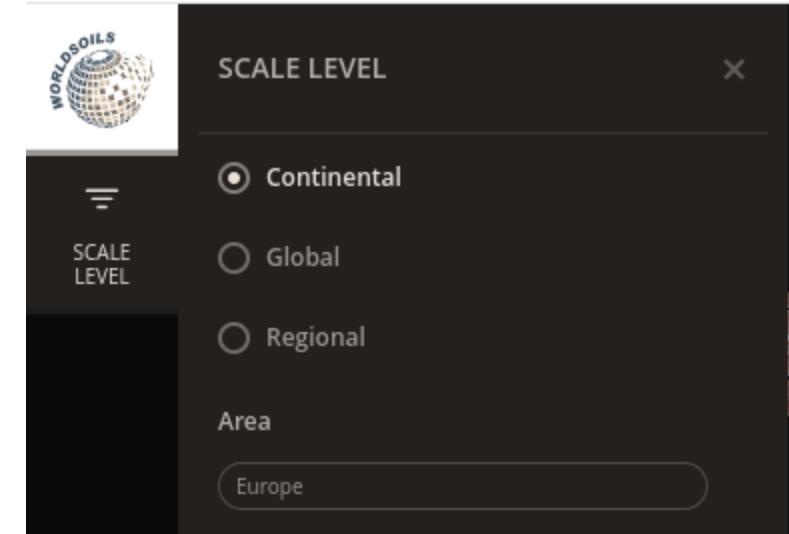 WORLDSOILS
SCALE LEVEL
Continental
Global
Regional
Area
Europe
SCALE
LEVEL